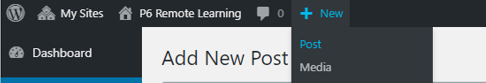 My Sites P6 Remote Learning 0 + New
Dashboard
Add New Post
Post
Media